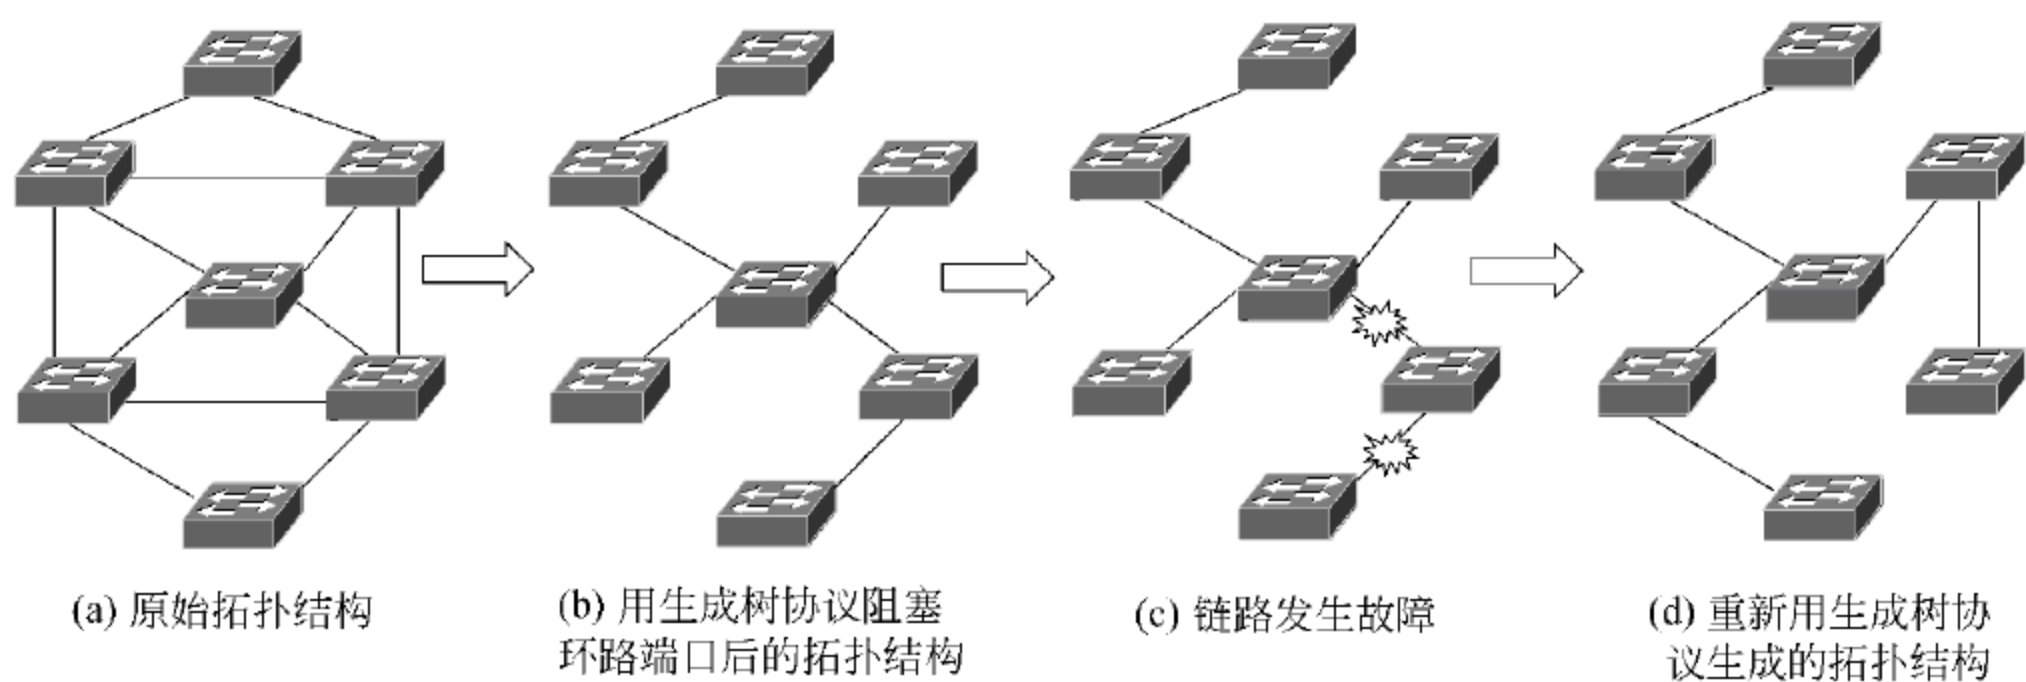 (a) 原始拓扑结构
(b) 用生成树协议阻塞
环路端口后的拓扑结构
(c) 链路发生故障
(d) 重新用生成树协
议生成的拓扑结构